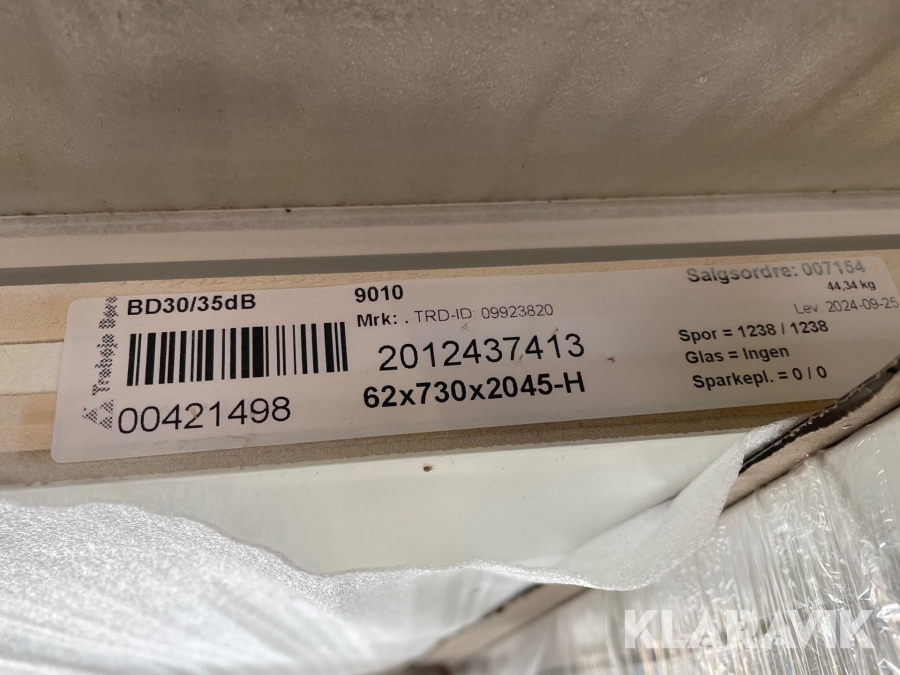 BD30/35dB
00421498
9010
Mrk: . TRD-ID: 09923820
2012437413
62x730x2045-H
Salgsordre: 007154
44,34 kg
Lev. 2024-09-25
Spor = 1238 / 1238
Glas = Ingen
Sparkepl. = 0 / 0
KLARAVIK